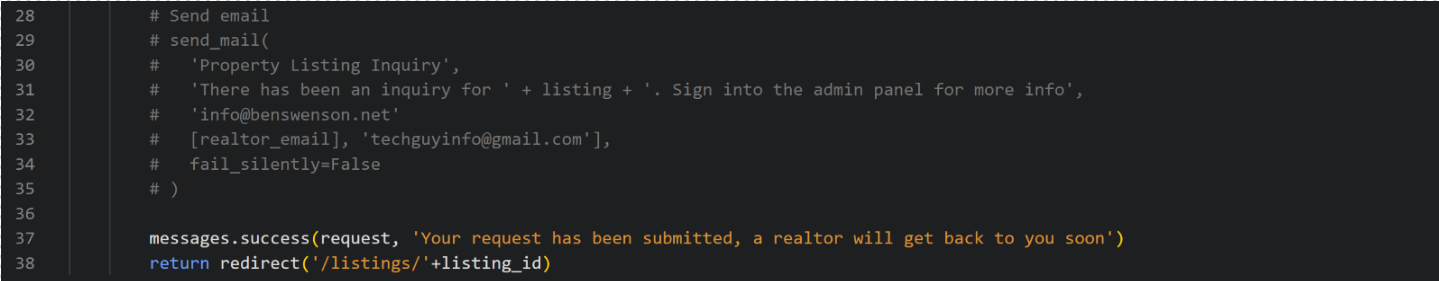 28 # Send email
29 # send_mail(
30 #   'Property Listing Inquiry',
31 #   'There has been an inquiry for ' + listing + '. Sign into the admin panel for more info',
32 #   'info@benswenson.net'
33 #   [realtor_email], 'techguyinfo@gmail.com'],
34 #   fail_silently=False
35 # )
36
37 messages.success(request, 'Your request has been submitted, a realtor will get back to you soon')
38 return redirect('/listings/'+listing_id)